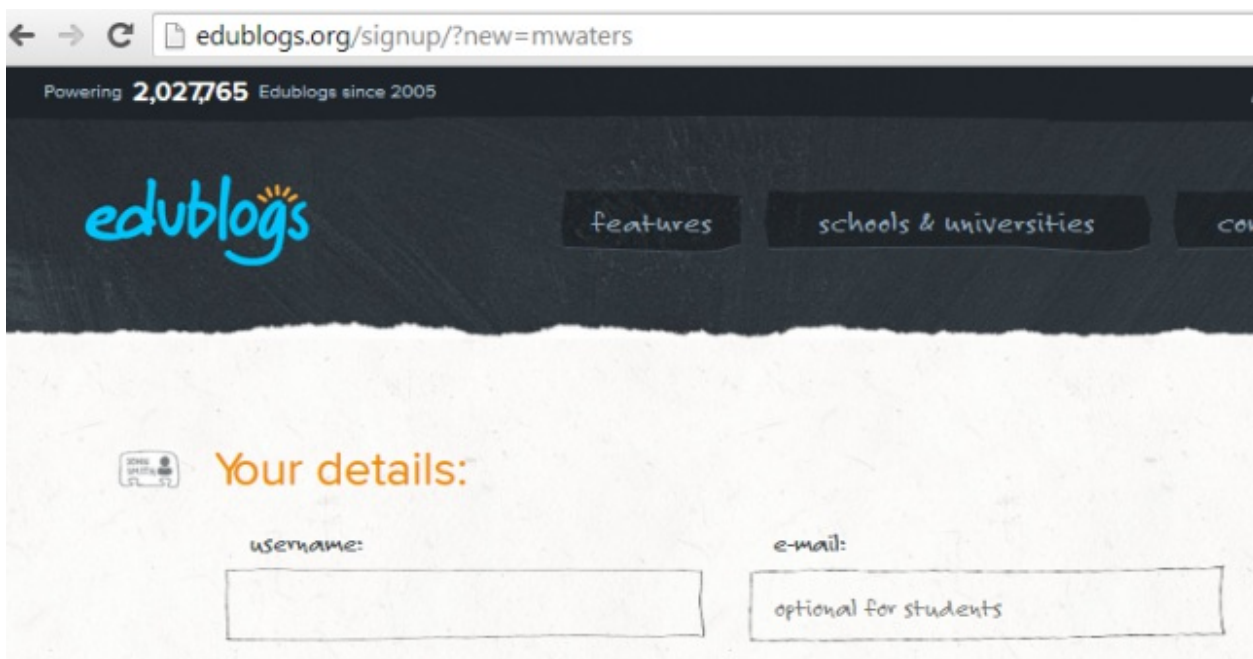 edublogs.org/signup/?new=mwaters
Powering 2,027,765 Edublogs since 2005
edublogs
features schools & universities
Your details:
username: e-mail:
optional for students